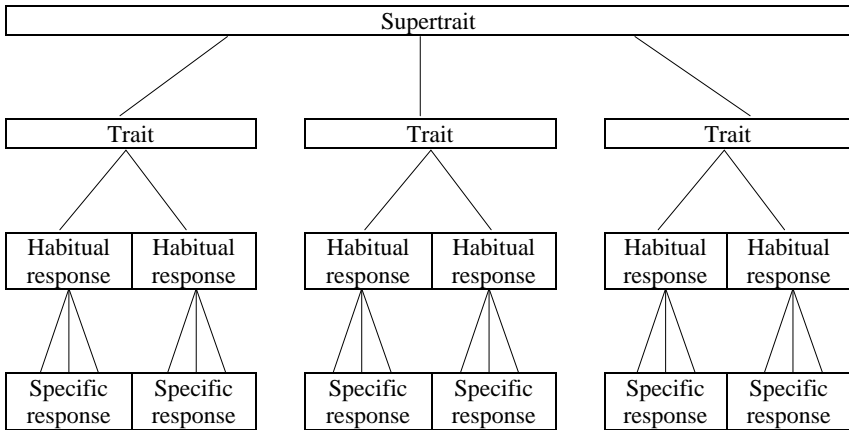 Supertrait
Trait
Trait
Trait
Habitual
response
Habitual
response
Habitual
response
Habitual
response
Habitual
response
Habitual
response
Specific
response
Specific
response
Specific
response
Specific
response
Specific
response
Specific
response